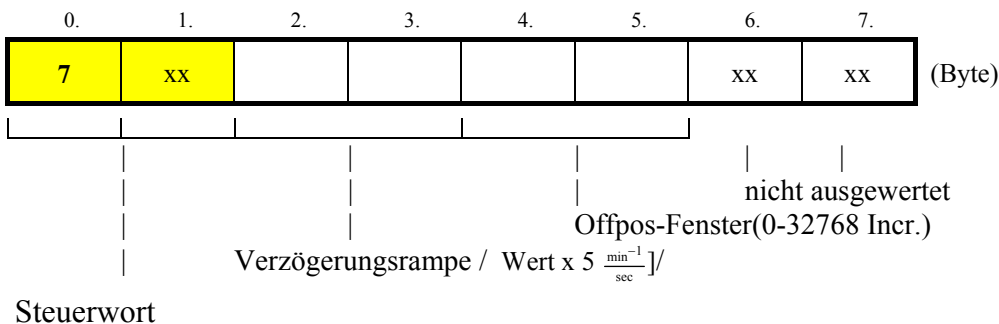 0. 1. 2. 3. 4. 5. 6. 7.
7 xx xx xx (Byte)
nicht ausgewertet
Offpos-Fenster(0-32768 Incr.)
Verzögerungsrampe / Wert x 5 min⁻¹/sec ]/
Steuerwort